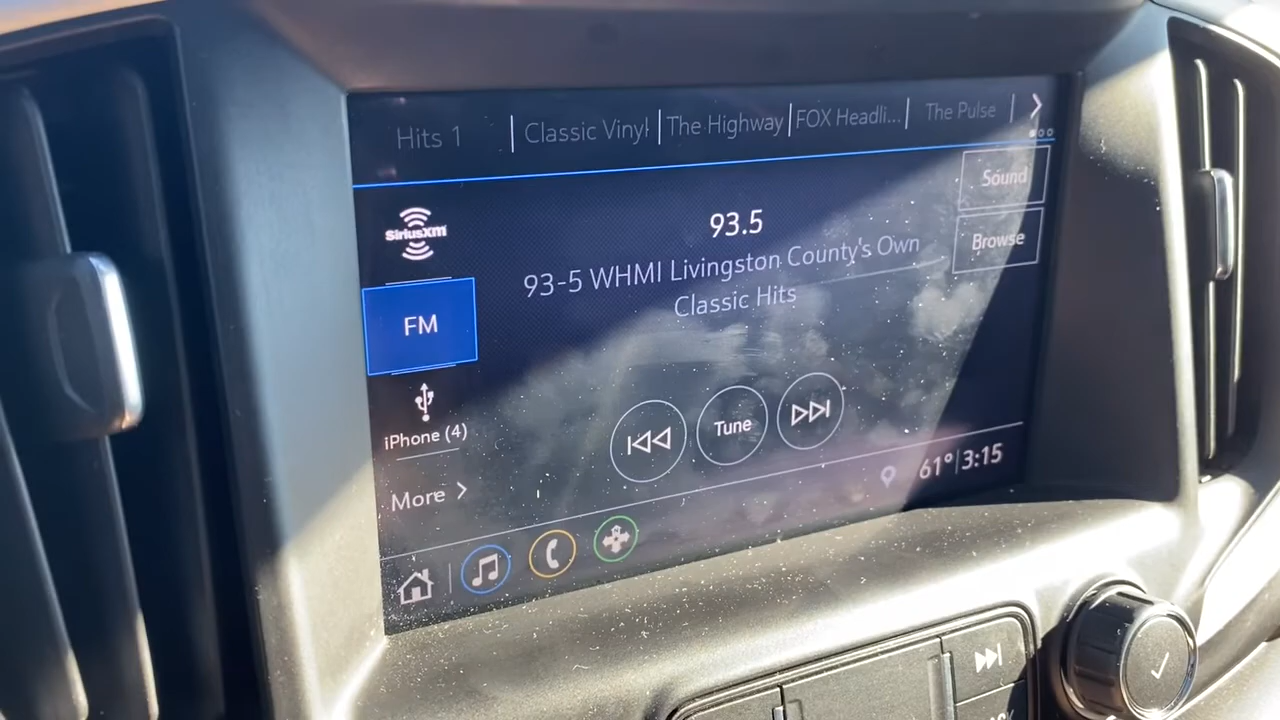 Hits 1
Classic Vinyl
The Highway
FOX Headli...
The Pulse
Sound
SiriusXM
93.5
Browse
93-5 WHMI Livingston County's Own
Classic Hits
FM
iPhone (4)
Tune
More
61° 3:15